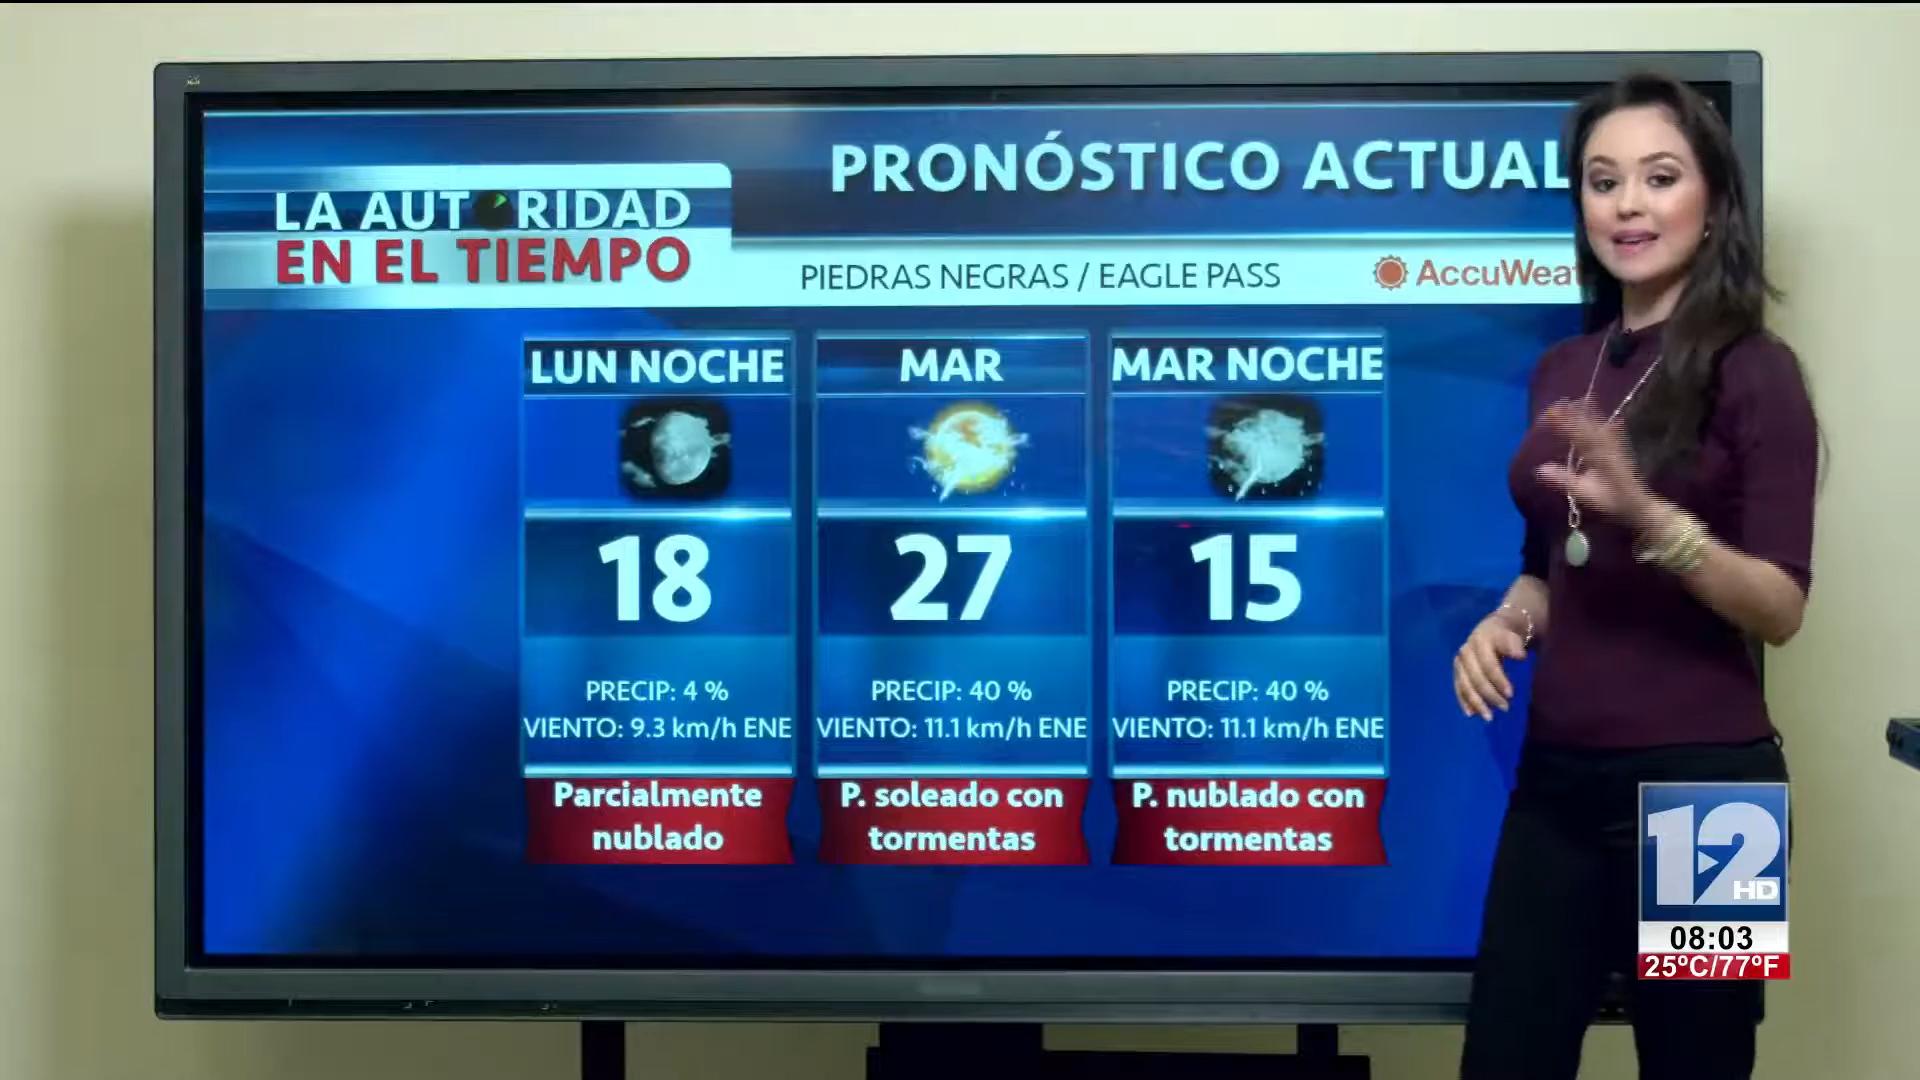 PRONÓSTICO ACTUAL
LA AUTORIDAD
EN EL TIEMPO
PIEDRAS NEGRAS / EAGLE PASS
AccuWeat
LUN NOCHE
18
PRECIP: 4 %
VIENTO: 9.3 km/h ENE
Parcialmente
nublado
MAR
27
PRECIP: 40 %
VIENTO: 11.1 km/h ENE
P. soleado con
tormentas
MAR NOCHE
15
PRECIP: 40 %
VIENTO: 11.1 km/h ENE
P. nublado con
tormentas
12
HD
08:03
25°C/77°F